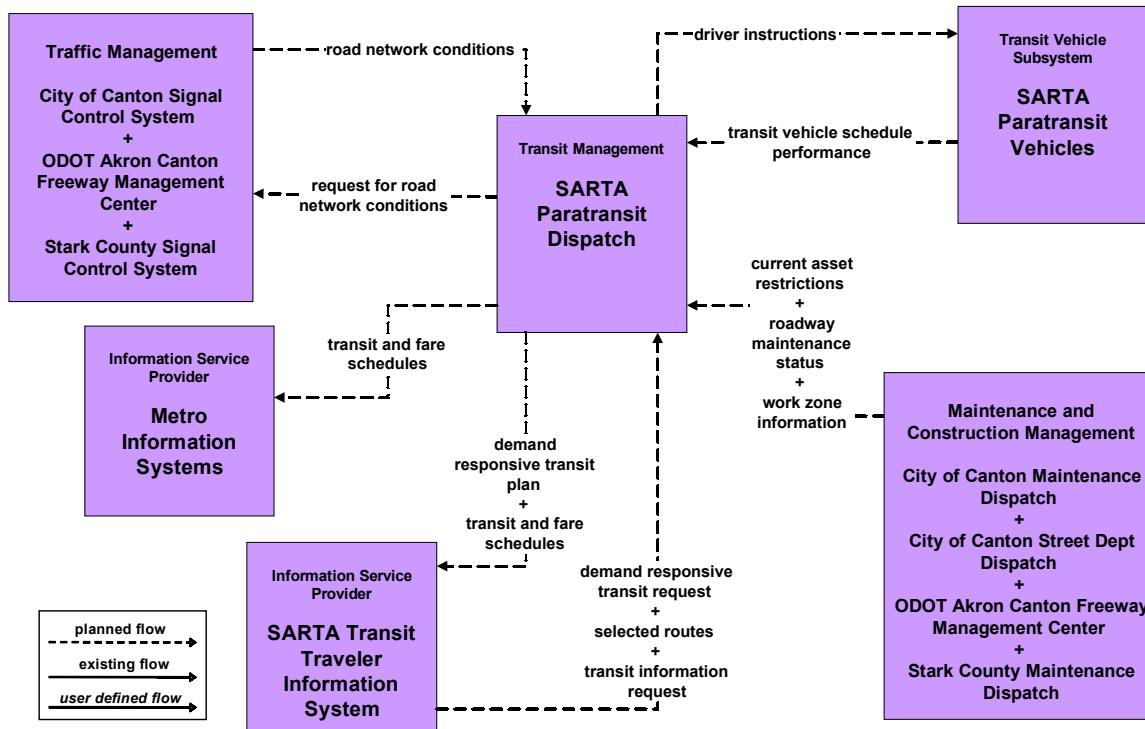 Traffic Management
City of Canton Signal
Control System
+
ODOT Akron Canton
Freeway Management
Center
+
Stark County Signal
Control System
road network conditions
driver instructions
Transit Vehicle
Subsystem
SARTA
Paratransit
Vehicles
Transit Management
SARTA
Paratransit
Dispatch
transit vehicle schedule
performance
request for road
network conditions
current asset
restrictions
+
roadway
maintenance
status
+
work zone
information
transit and fare
schedules
Information Service
Provider
Metro
Information
Systems
Maintenance and
Construction Management
City of Canton Maintenance
Dispatch
+
City of Canton Street Dept
Dispatch
+
ODOT Akron Canton Freeway
Management Center
+
Stark County Maintenance
Dispatch
demand
responsive transit
plan
+
transit and fare
schedules
Information Service
Provider
SARTA Transit
Traveler
Information
System
demand responsive
transit request
+
selected routes
+
transit information
request
planned flow
existing flow
user defined flow